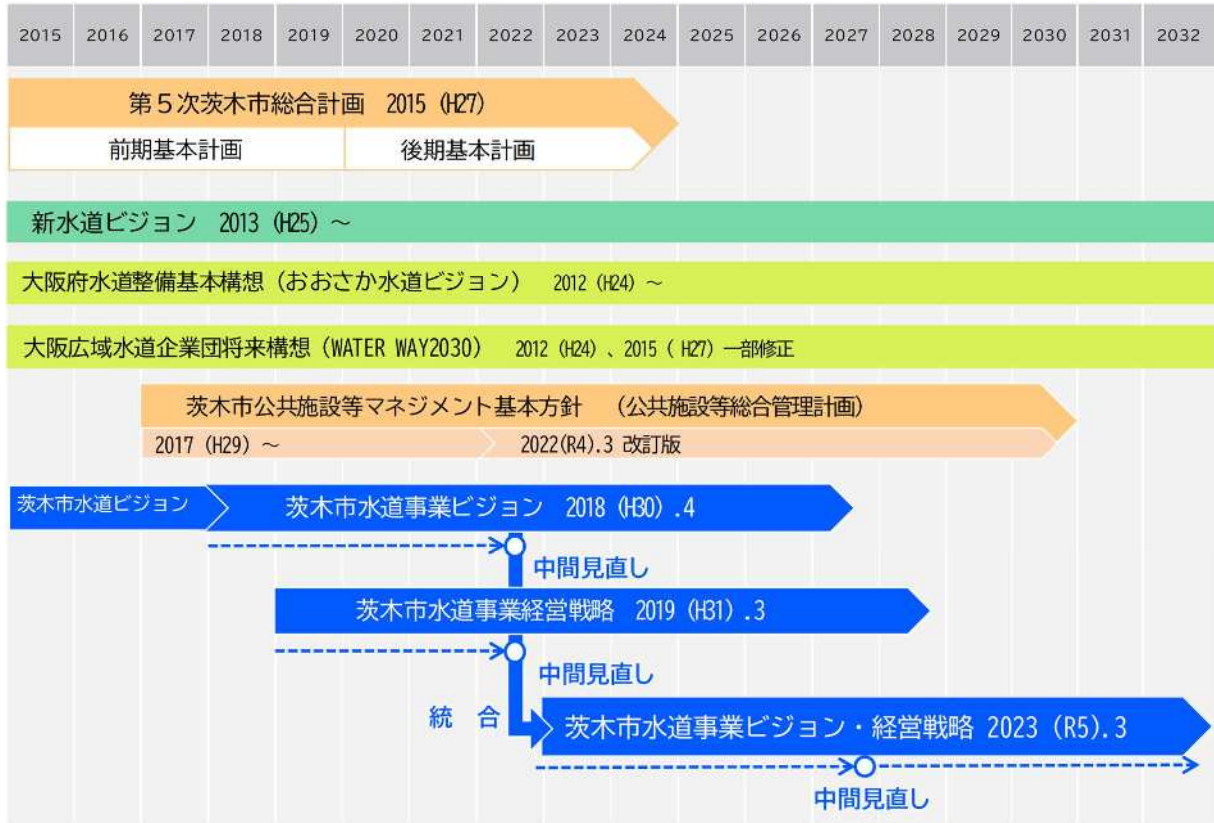 2015 2016 2017 2018 2019 2020 2021 2022 2023 2024 2025 2026 2027 2028 2029 2030 2031 2032
第5次茨木市総合計画 2015 (H27)
前期基本計画 後期基本計画
新水道ビジョン 2013 (H25) ～
大阪府水道整備基本構想(おおさか水道ビジョン) 2012 (H24) ～
大阪広域水道企業団将来構想(WATER WAY2030) 2012 (H24) 、2015 ( H27) 一部修正
茨木市公共施設等マネジメント基本方針 (公共施設等総合管理計画)
2017 (H29) ～ 2022(R4).3 改訂版
茨木市水道ビジョン 茨木市水道事業ビジョン 2018 (H30) .4
中間見直し
茨木市水道事業経営戦略 2019 (H31) .3
中間見直し
統 合
茨木市水道事業ビジョン・経営戦略 2023 (R5).3
中間見直し